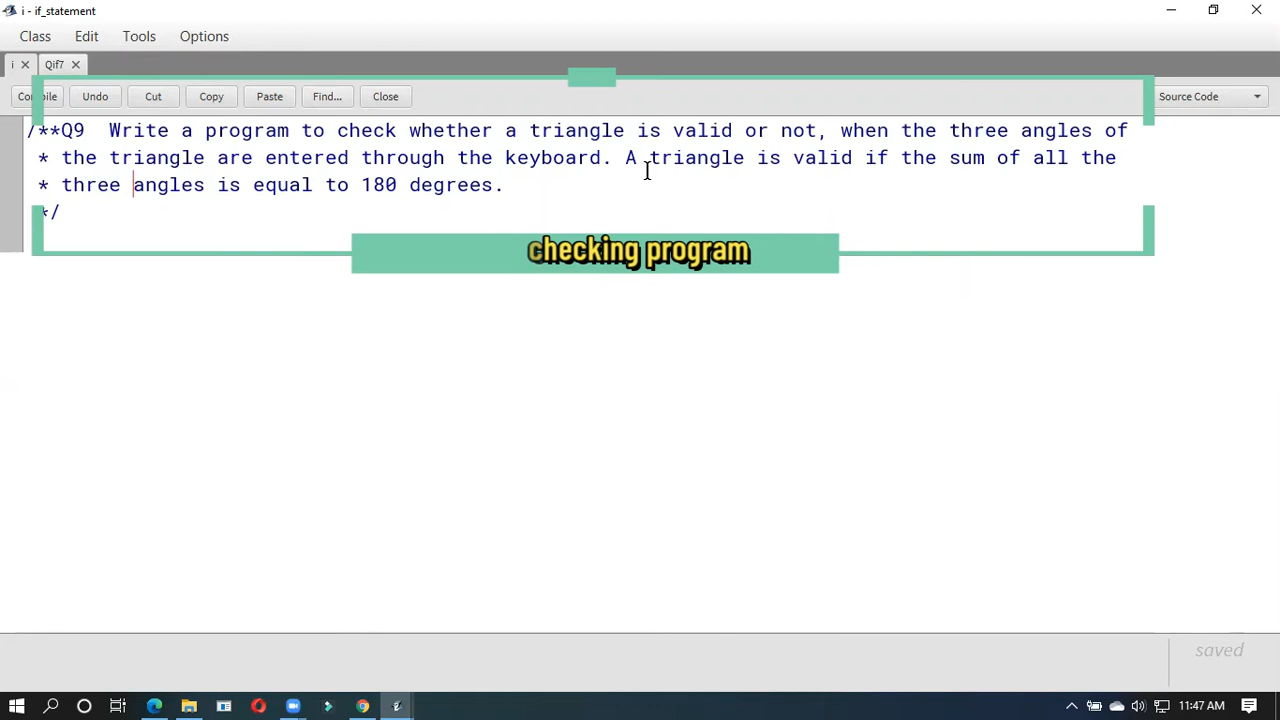 i - if_statement
Class Edit Tools Options
i ✕ Qif7 ✕
Compile Undo Cut Copy Paste Find... Close Source Code
/**Q9  Write a program to check whether a triangle is valid or not, when the three angles of
* the triangle are entered through the keyboard. A triangle is valid if the sum of all the
* three angles is equal to 180 degrees.
*/
checking program
saved
11:47 AM